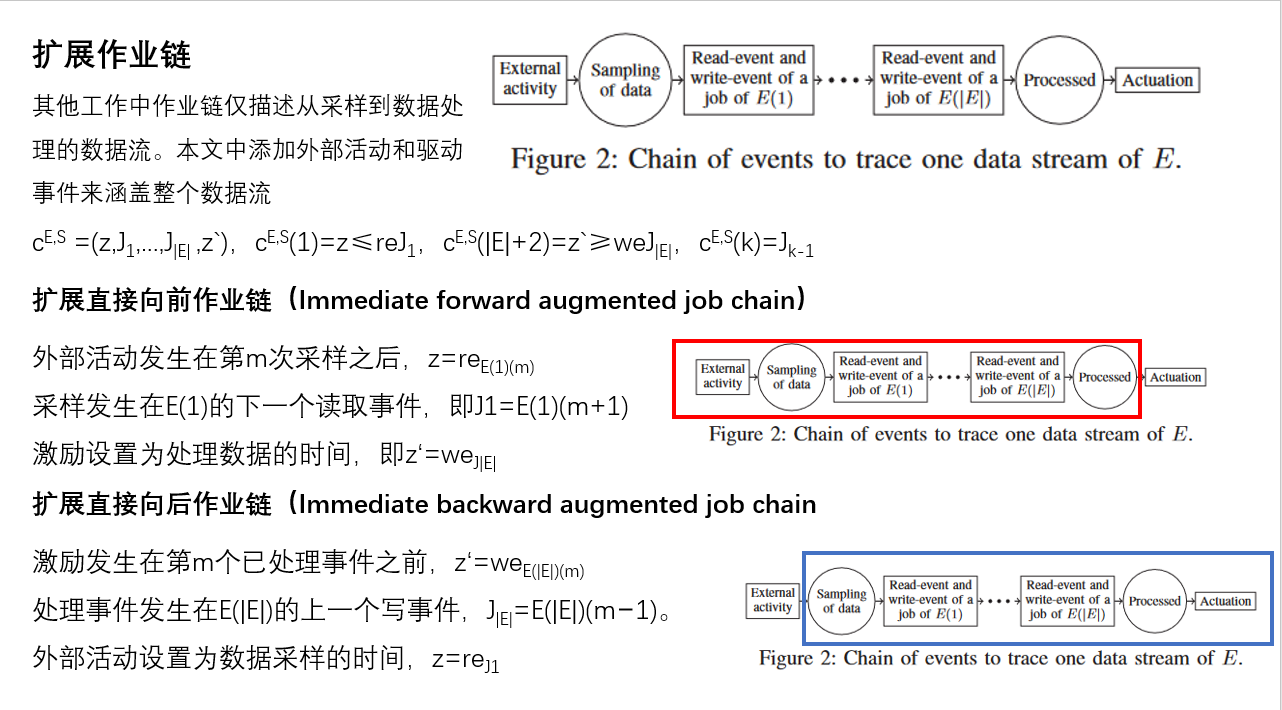 扩展作业链
其他工作中作业链仅描述从采样到数据处
理的数据流。本文中添加外部活动和驱动
事件来涵盖整个数据流
External
activity
Sampling
of data
Read-event and
write-event of a
job of E(1)
• • • •
Read-event and
write-event of a
job of E(|E|)
Processed
Actuation
Figure 2: Chain of events to trace one data stream of E.
c^E,S =(z,J_1,...,J_|E| ,z`)，c^E,S(1)=z≤reJ_1，c^E,S(|E|+2)=z`≥weJ_|E|，c^E,S(k)=J_k-1
扩展直接向前作业链（Immediate forward augmented job chain）
外部活动发生在第m次采样之后，z=re_E(1)(m)
采样发生在E(1)的下一个读取事件，即J1=E(1)(m+1)
激励设置为处理数据的时间，即z‘=we_J|E|
External
activity
Sampling
of data
Read-event and
write-event of a
job of E(1)
• • • •
Read-event and
write-event of a
job of E(|E|)
Processed
Actuation
Figure 2: Chain of events to trace one data stream of E.
扩展直接向后作业链（Immediate backward augmented job chain
激励发生在第m个已处理事件之前，z‘=we_E(|E|)(m)
处理事件发生在E(|E|)的上一个写事件，J_|E|=E(|E|)(m−1)。
外部活动设置为数据采样的时间，z=re_J1
External
activity
Sampling
of data
Read-event and
write-event of a
job of E(1)
• • • •
Read-event and
write-event of a
job of E(|E|)
Processed
Actuation
Figure 2: Chain of events to trace one data stream of E.